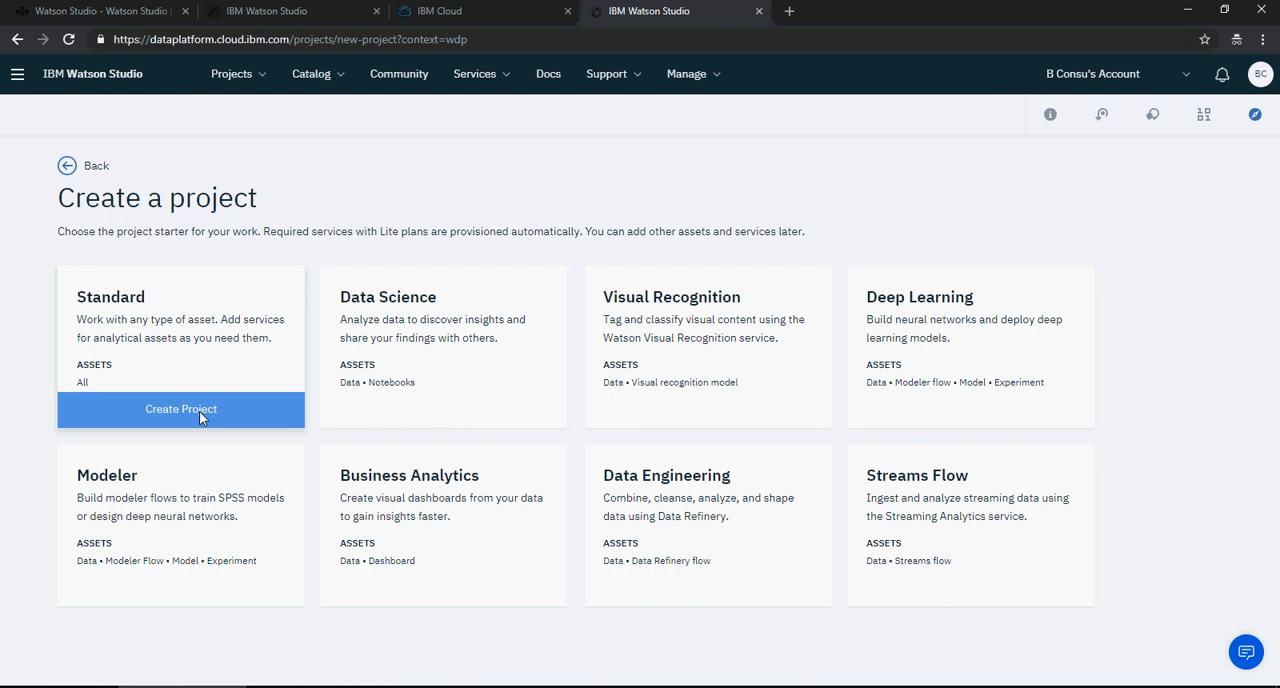 Watson Studio - Watson Studio
IBM Watson Studio
IBM Cloud
IBM Watson Studio
https://dataplatform.cloud.ibm.com/projects/new-project?context=wdp
IBM Watson Studio
Projects
Catalog
Community
Services
Docs
Support
Manage
B Consu's Account
BC
Back
Create a project
Choose the project starter for your work. Required services with Lite plans are provisioned automatically. You can add other assets and services later.
Standard
Work with any type of asset. Add services
for analytical assets as you need them.
ASSETS
All
Create Project
Data Science
Analyze data to discover insights and
share your findings with others.
ASSETS
Data • Notebooks
Visual Recognition
Tag and classify visual content using the
Watson Visual Recognition service.
ASSETS
Data • Visual recognition model
Deep Learning
Build neural networks and deploy deep
learning models.
ASSETS
Data • Modeler flow • Model • Experiment
Modeler
Build modeler flows to train SPSS models
or design deep neural networks.
ASSETS
Data • Modeler Flow • Model • Experiment
Business Analytics
Create visual dashboards from your data
to gain insights faster.
ASSETS
Data • Dashboard
Data Engineering
Combine, cleanse, analyze, and shape
data using Data Refinery.
ASSETS
Data • Data Refinery flow
Streams Flow
Ingest and analyze streaming data using
the Streaming Analytics service.
ASSETS
Data • Streams flow